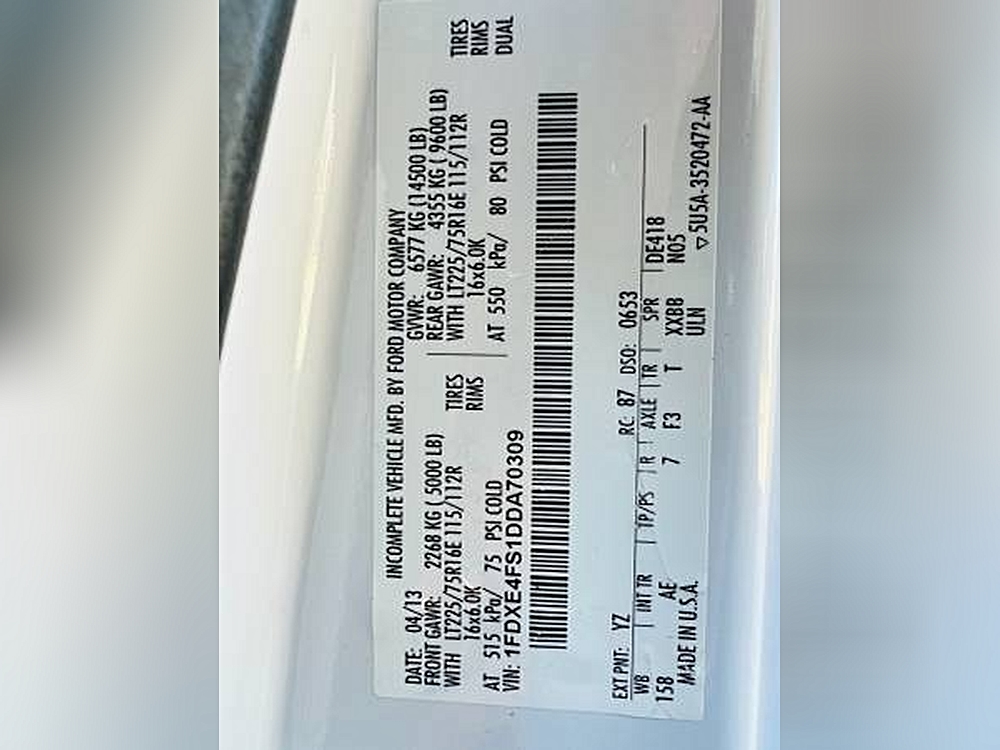 INCOMPLETE VEHICLE MFD. BY FORD MOTOR COMPANY
DATE: 04/13 GVWR: 6577 KG (14500 LB)
FRONT GAWR: 2268 KG ( 5000 LB) REAR GAWR: 4355 KG ( 9600 LB)
WITH LT225/75R16E 115/112R TIRES WITH LT225/75R16E 115/112R TIRES
16x6.0K RIMS 16x6.0K RIMS
AT 515 kPa/ 75 PSI COLD AT 550 kPa/ 80 PSI COLD DUAL
VIN: 1FDXE4FS1DDA70309
EXT PNT: YZ RC: 87 DSO: 0653
WB INT TR TP/PS R AXLE TR SPR DE418
158 AE 7 F3 T XXBB N05
MADE IN U.S.A. ULN
▽5U5A-3520472-AA